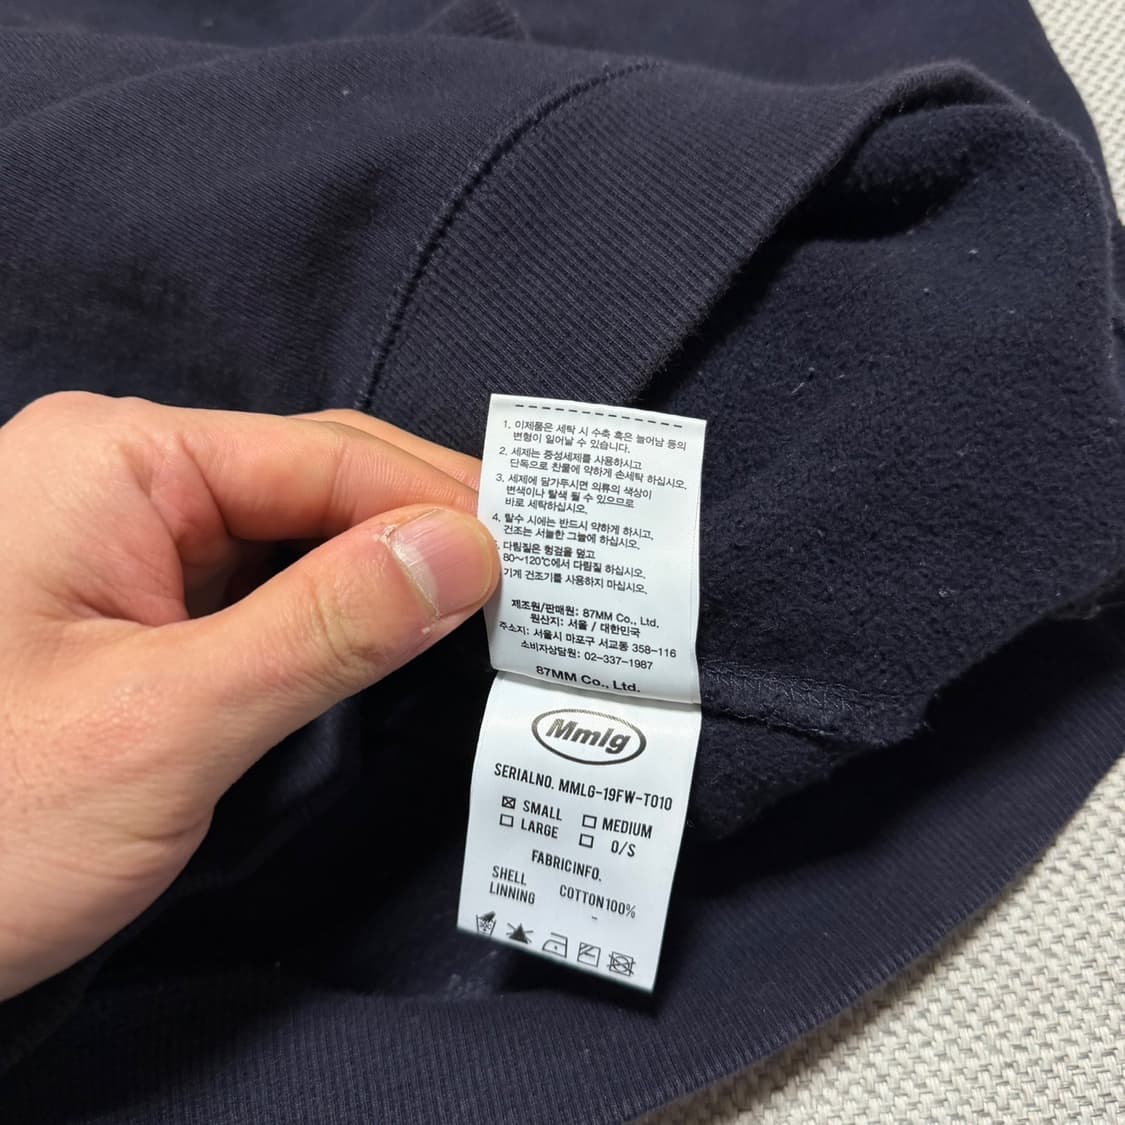 1. 이제품은 세탁 시 수축 혹은 늘어남 등의
변형이 일어날 수 있습니다.
2. 세제는 중성세제를 사용하시고
단독으로 찬물에 약하게 손세탁 하십시오.
3. 세제에 담가두시면 의류의 색상이
변색이나 탈색 될 수 있으므로
바로 세탁하십시오.
4. 탈수 시에는 반드시 약하게 하시고,
건조는 서늘한 그늘에 하십시오.
다림질은 헝겊을 덮고
80~120℃에서 다림질 하십시오.
기계 건조기를 사용하지 마십시오.
제조원/판매원: 87MM Co., Ltd.
원산지: 서울 / 대한민국
주소지: 서울시 마포구 서교동 358-116
소비자상담원: 02-337-1987
87MM Co., Ltd.
Mmlg
SERIALNO. MMLG-19FW-T010
☒ SMALL ☐ MEDIUM
☐ LARGE ☐ O/S
FABRICINFO.
SHELL COTTON100%
LINNING -